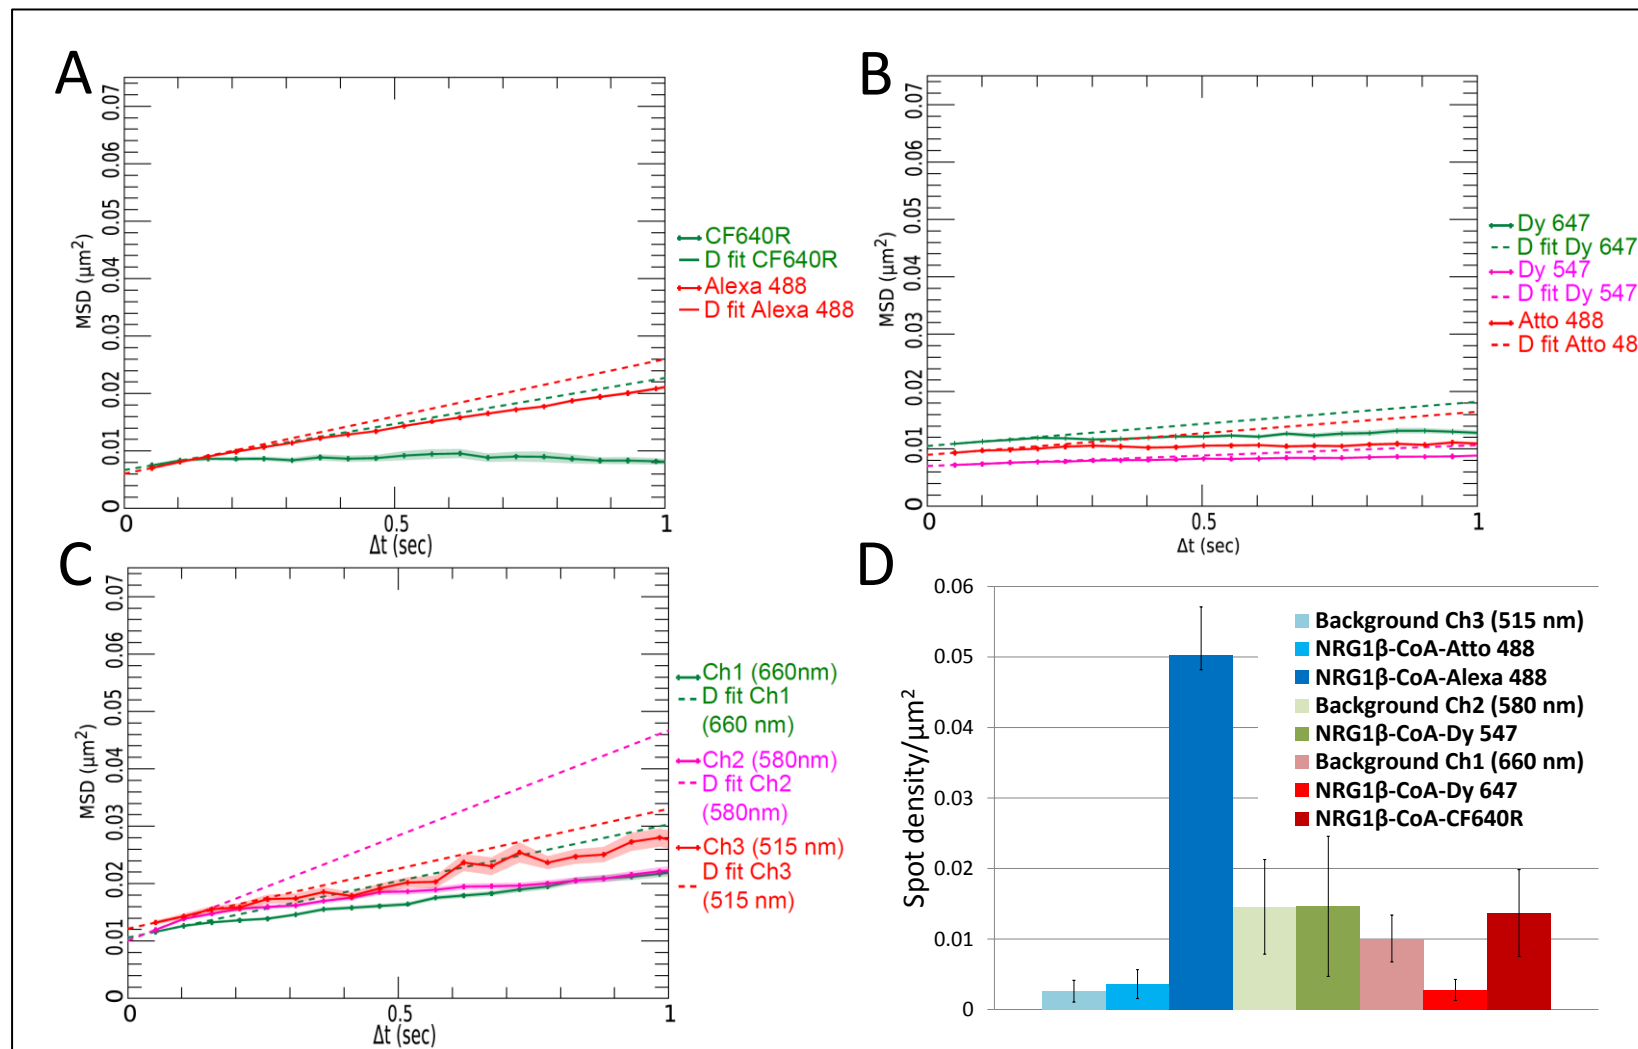 A
0.07
0.06
0.05
0.04
0.03
0.02
0.01
0
MSD (µm²)
0
0.5
1
Δt (sec)
CF640R
D fit CF640R
Alexa 488
D fit Alexa 488
B
0.07
0.06
0.05
0.04
0.03
0.02
0.01
0
MSD (µm²)
0
0.5
1
Δt (sec)
Dy 647
D fit Dy 647
Dy 547
D fit Dy 547
Atto 488
D fit Atto 48
C
0.07
0.06
0.05
0.04
0.03
0.02
0.01
0
MSD (µm²)
0
0.5
1
Δt (sec)
Ch1 (660nm)
D fit Ch1
(660 nm)
Ch2 (580nm)
D fit Ch2
(580nm)
Ch3 (515 nm)
D fit Ch3
(515 nm)
D
0.06
0.05
0.04
0.03
0.02
0.01
0
Spot density/µm²
Background Ch3 (515 nm)
NRG1β-CoA-Atto 488
NRG1β-CoA-Alexa 488
Background Ch2 (580 nm)
NRG1β-CoA-Dy 547
Background Ch1 (660 nm)
NRG1β-CoA-Dy 647
NRG1β-CoA-CF640R